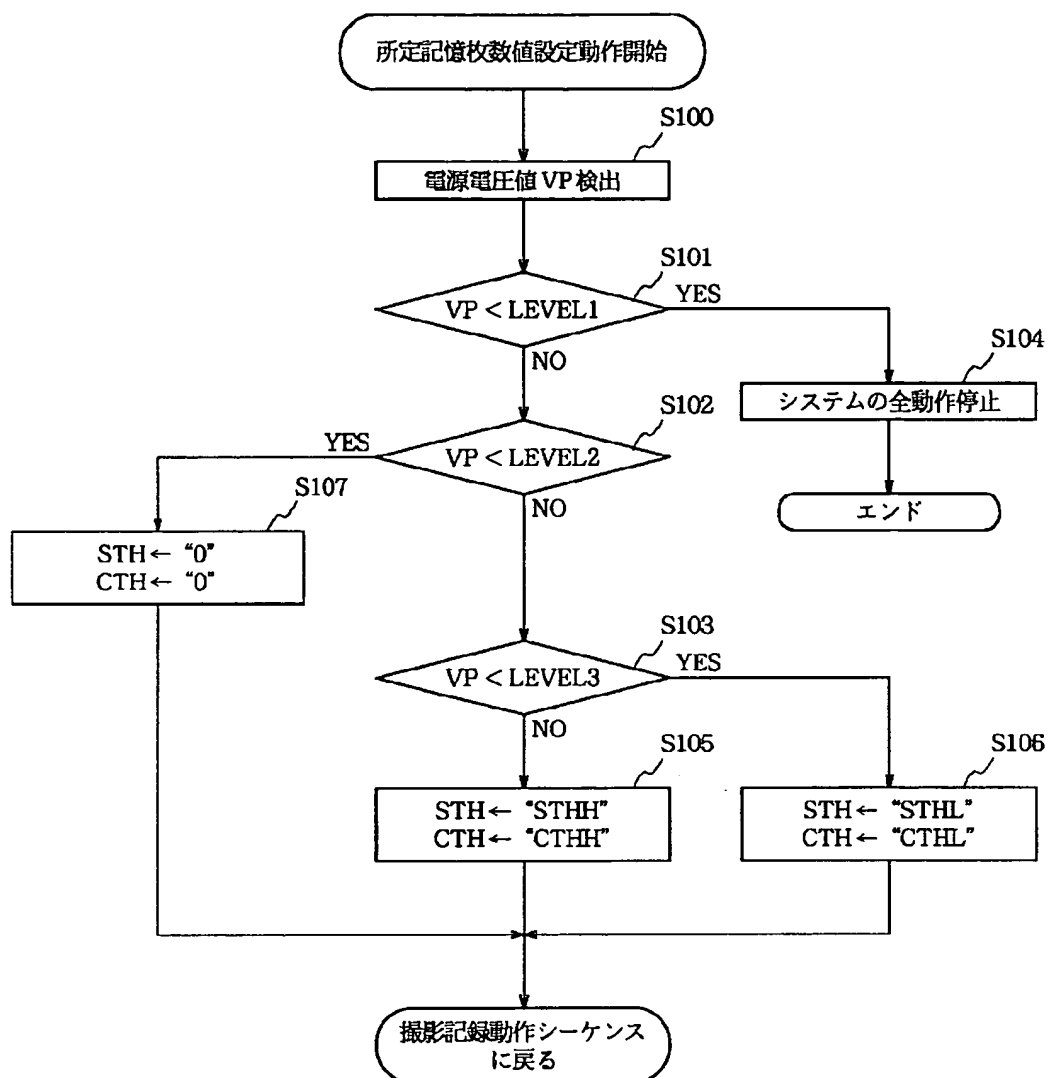 所定記憶枚数値設定動作開始
S100
電源電圧値 VP 検出
S101
VP < LEVEL1
YES
NO
S104
システムの全動作停止
エンド
S102
VP < LEVEL2
YES
NO
S107
STH ← “0”
CTH ← “0”
S103
VP < LEVEL3
YES
NO
S105
STH ← “STHH”
CTH ← “CTHH”
S106
STH ← “STHL”
CTH ← “CTHL”
撮影記録動作シーケンス
に戻る